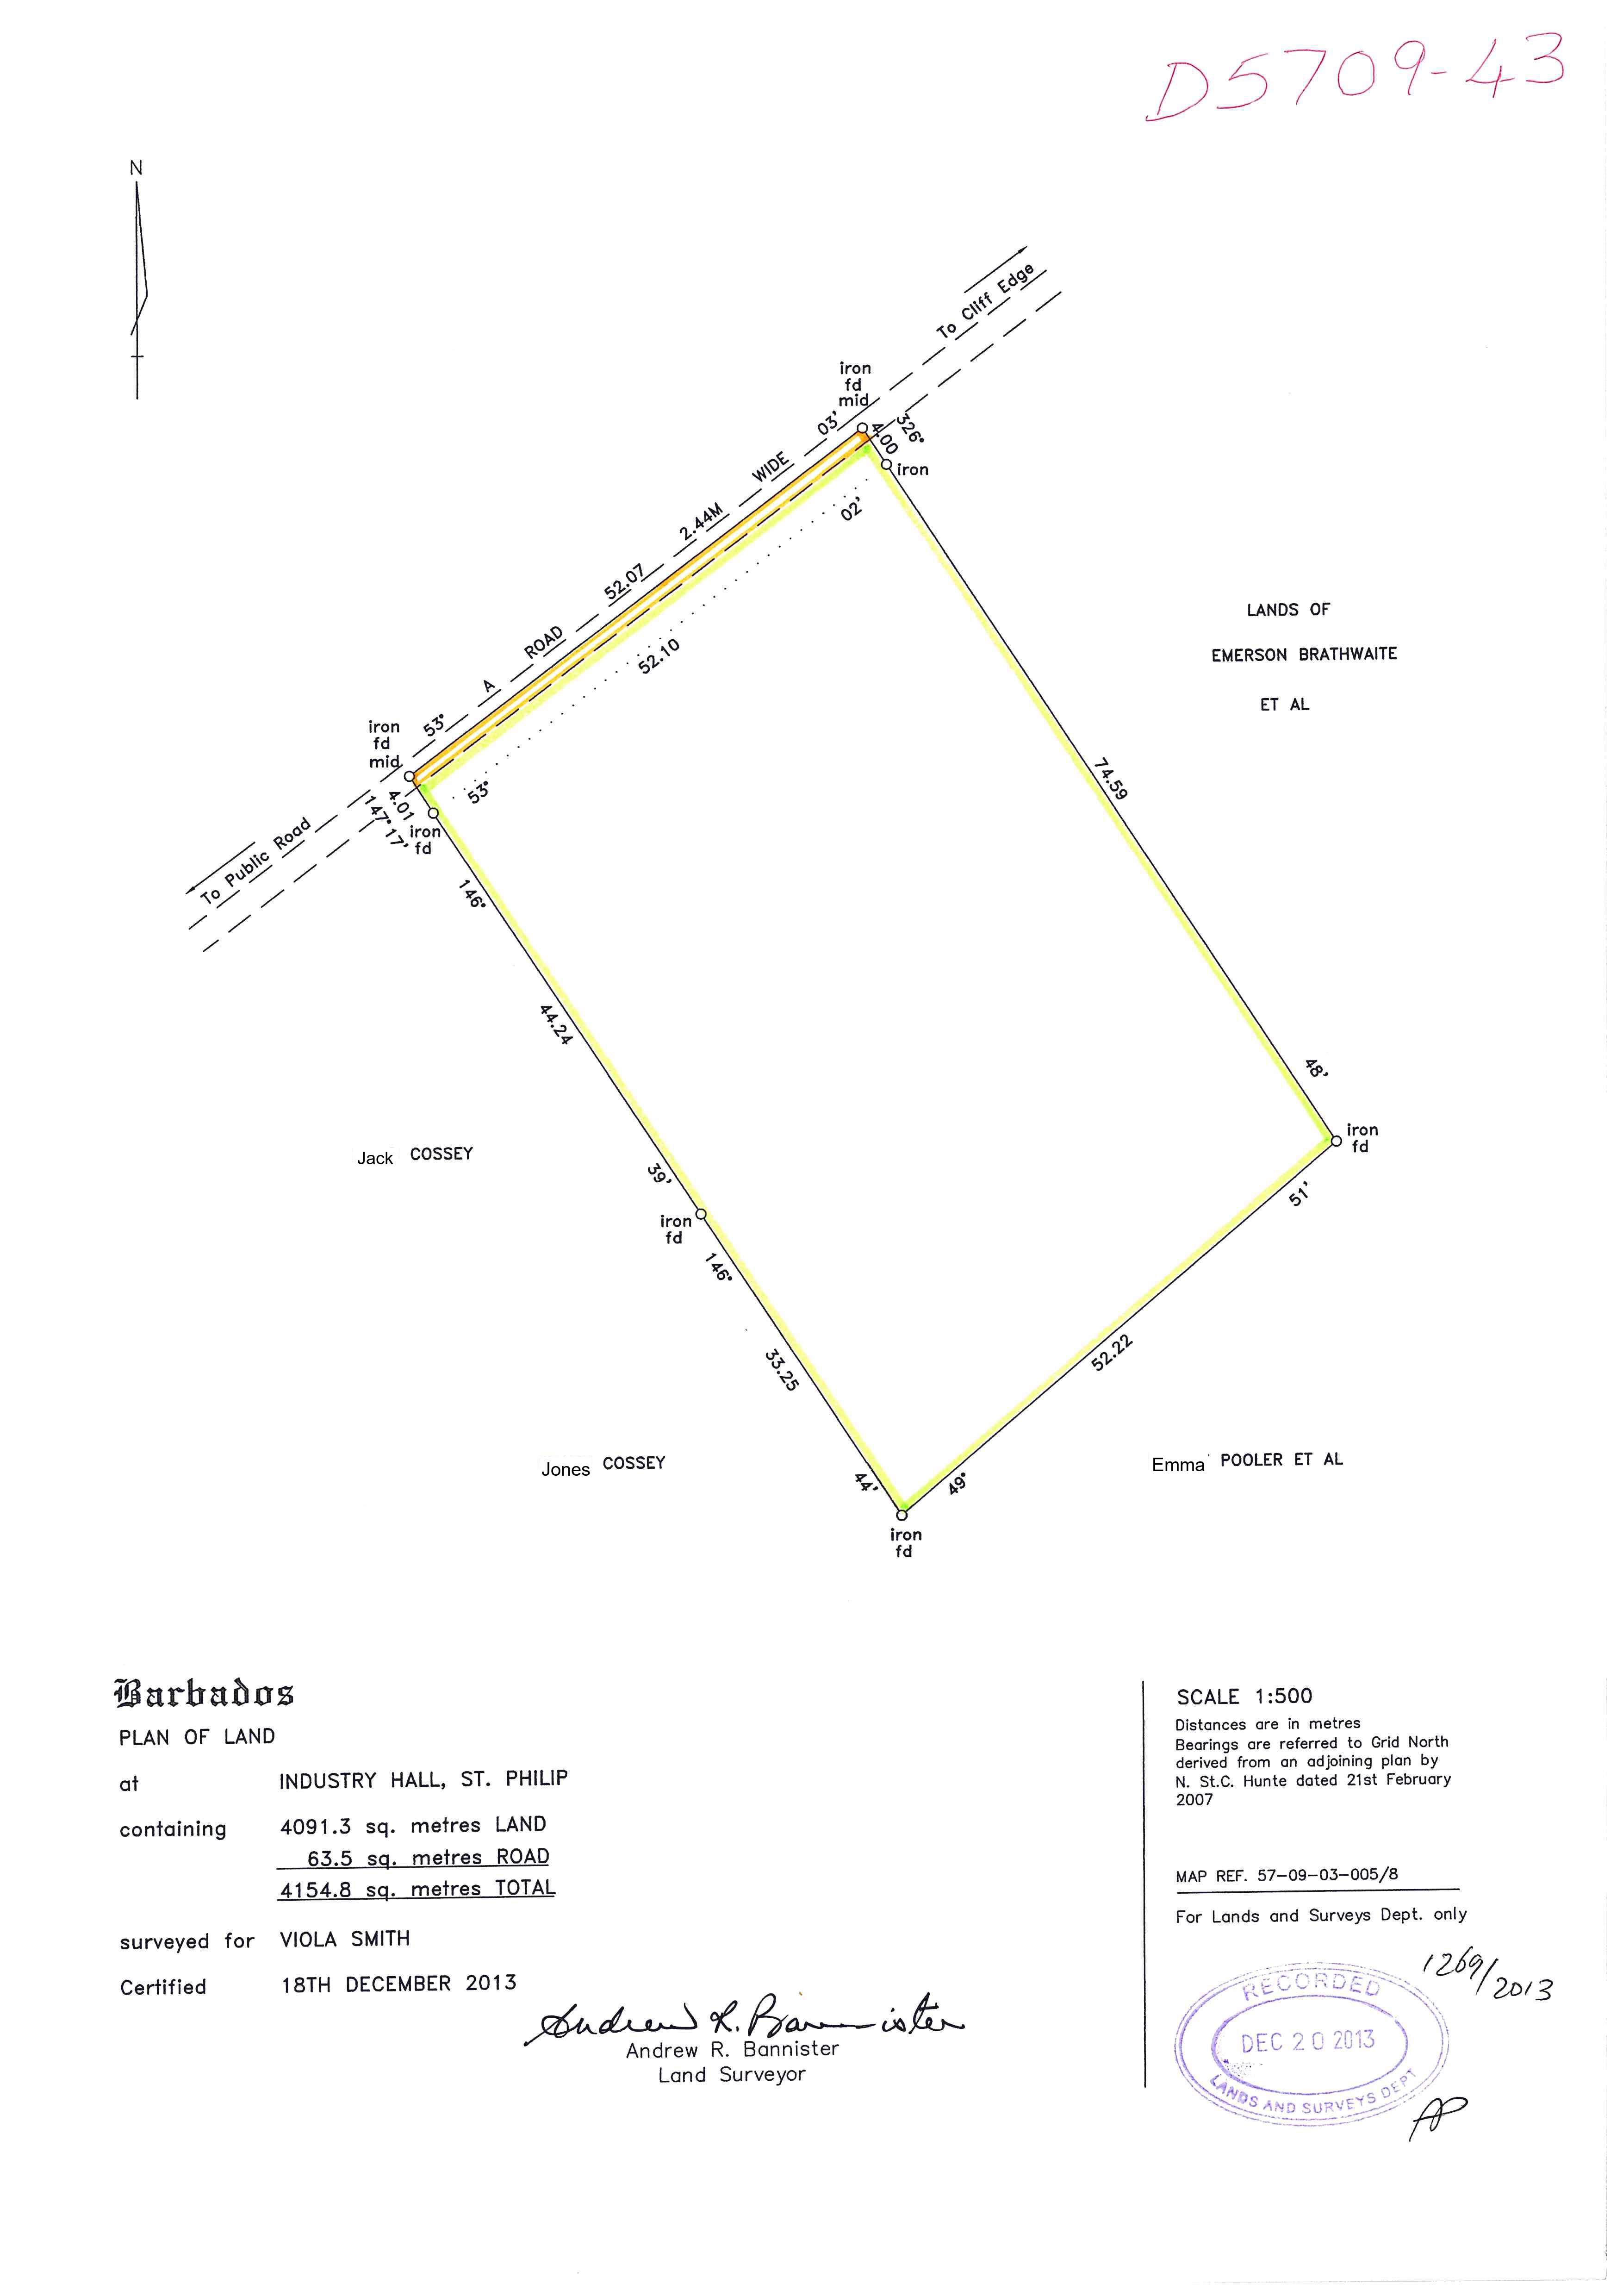 D5709-43
N
To Cliff Edge
iron
fd
mid
03'
4.00
326°
iron
WIDE
02'
2.44M
52.07
ROAD
52.10
A
53°
iron
fd
mid
53°
4.01
147° 17'
iron
fd
To Public Road
146°
LANDS OF
EMERSON BRATHWAITE
ET AL
74.59
44.24
48'
iron
fd
Jack COSSEY
39'
51'
iron
fd
146°
33.25
52.22
Jones COSSEY
Emma POOLER ET AL
44'
49°
iron
fd
Barbados
PLAN OF LAND
at INDUSTRY HALL, ST. PHILIP
containing 4091.3 sq. metres LAND
63.5 sq. metres ROAD
4154.8 sq. metres TOTAL
surveyed for VIOLA SMITH
Certified 18TH DECEMBER 2013
Andrew R. Bannister
Andrew R. Bannister
Land Surveyor
SCALE 1:500
Distances are in metres
Bearings are referred to Grid North
derived from an adjoining plan by
N. St.C. Hunte dated 21st February
2007
MAP REF. 57-09-03-005/8
For Lands and Surveys Dept. only
1269/2013
RECORDED
DEC 20 2013
LANDS AND SURVEYS DEPT
AP